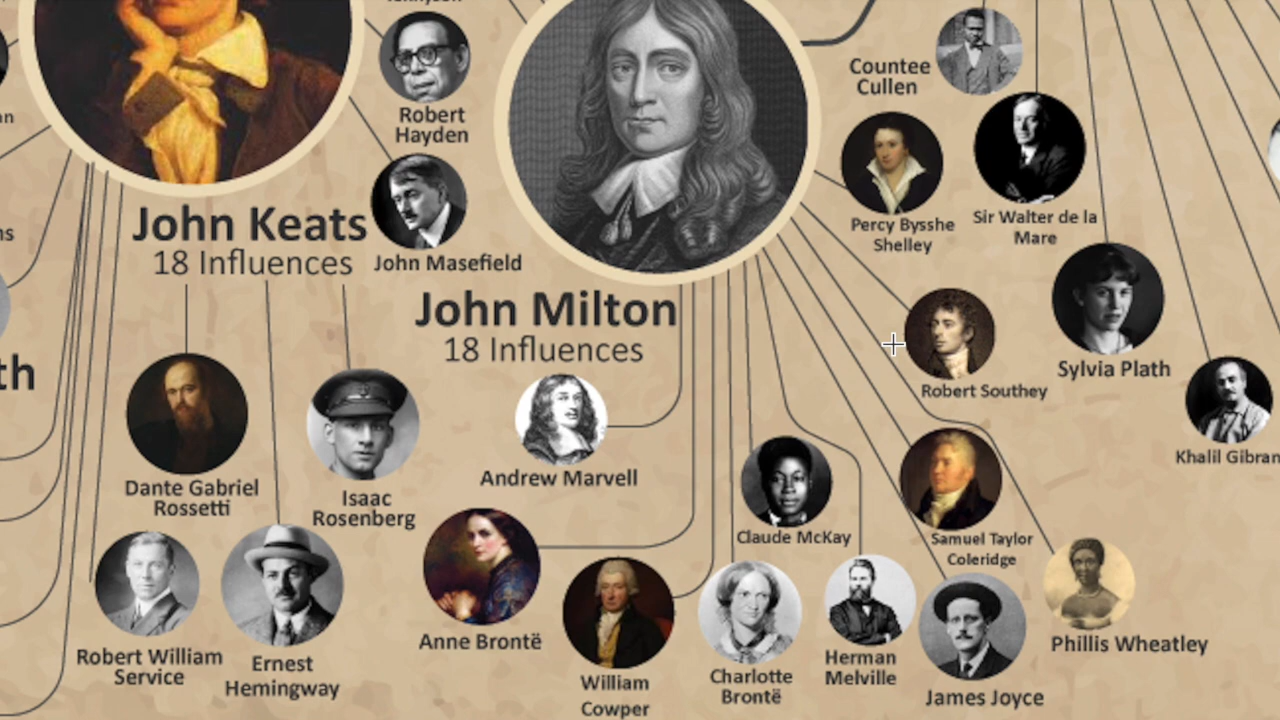 Robert
Hayden
Countee
Cullen
John Keats
18 Influences
John Masefield
Percy Bysshe
Shelley
Sir Walter de la
Mare
John Milton
18 Influences
Robert Southey
Sylvia Plath
Andrew Marvell
Khalil Gibran
Dante Gabriel
Rossetti
Isaac
Rosenberg
Claude McKay
Samuel Taylor
Coleridge
Robert William
Service
Ernest
Hemingway
Anne Brontë
William
Cowper
Charlotte
Brontë
Herman
Melville
James Joyce
Phillis Wheatley